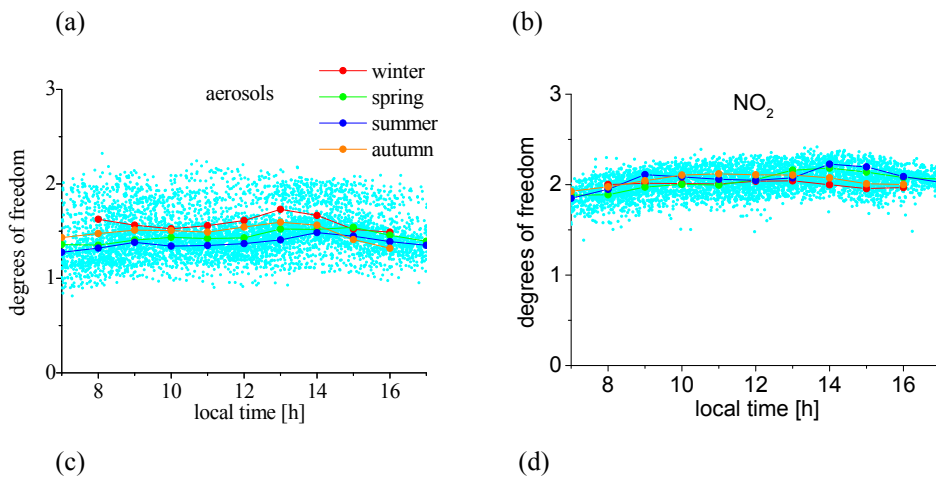 (a)
(b)
aerosols
winter
spring
summer
autumn
degrees of freedom
3
2
1
0
8
10
12
14
16
local time [h]
NO2
degrees of freedom
3
2
1
0
8
10
12
14
16
local time [h]
(c)
(d)